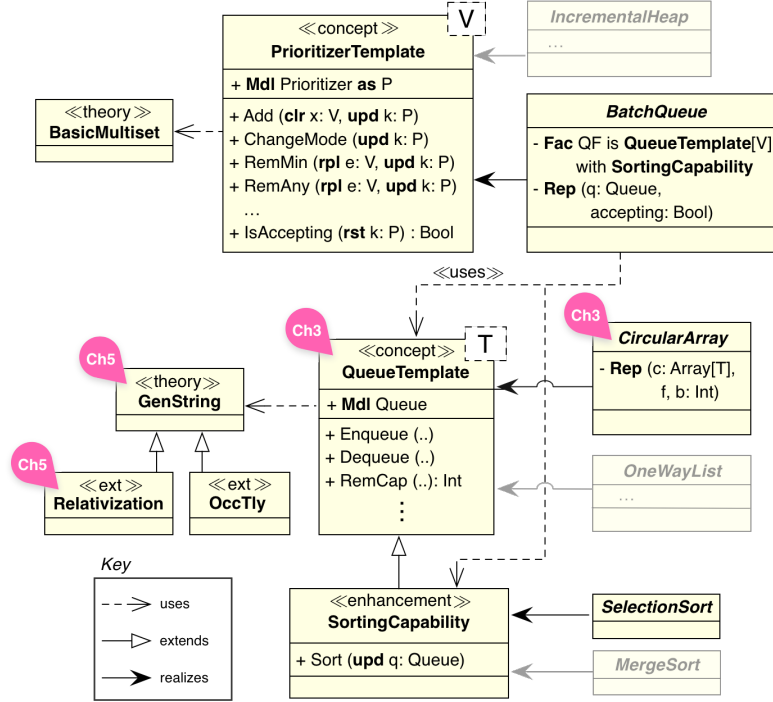 ≪concept≫
V
PrioritizerTemplate
+ Mdl Prioritizer as P
+ Add (clr x: V, upd k: P)
+ ChangeMode (upd k: P)
+ RemMin (rpl e: V, upd k: P)
+ RemAny (rpl e: V, upd k: P)
...
+ IsAccepting (rst k: P) : Bool
IncrementalHeap
...
≪theory≫
BasicMultiset
BatchQueue
- Fac QF is QueueTemplate[V]
with SortingCapability
- Rep (q: Queue,
accepting: Bool)
≪uses≫
Ch3
≪concept≫
T
QueueTemplate
+ Mdl Queue
+ Enqueue (..)
+ Dequeue (..)
+ RemCap (..): Int
⋮
Ch3
CircularArray
- Rep (c: Array[T],
f, b: Int)
Ch5
≪theory≫
GenString
Ch5
≪ext≫
Relativization
≪ext≫
OccTly
OneWayList
...
Key
uses
extends
realizes
≪enhancement≫
SortingCapability
+ Sort (upd q: Queue)
SelectionSort
MergeSort